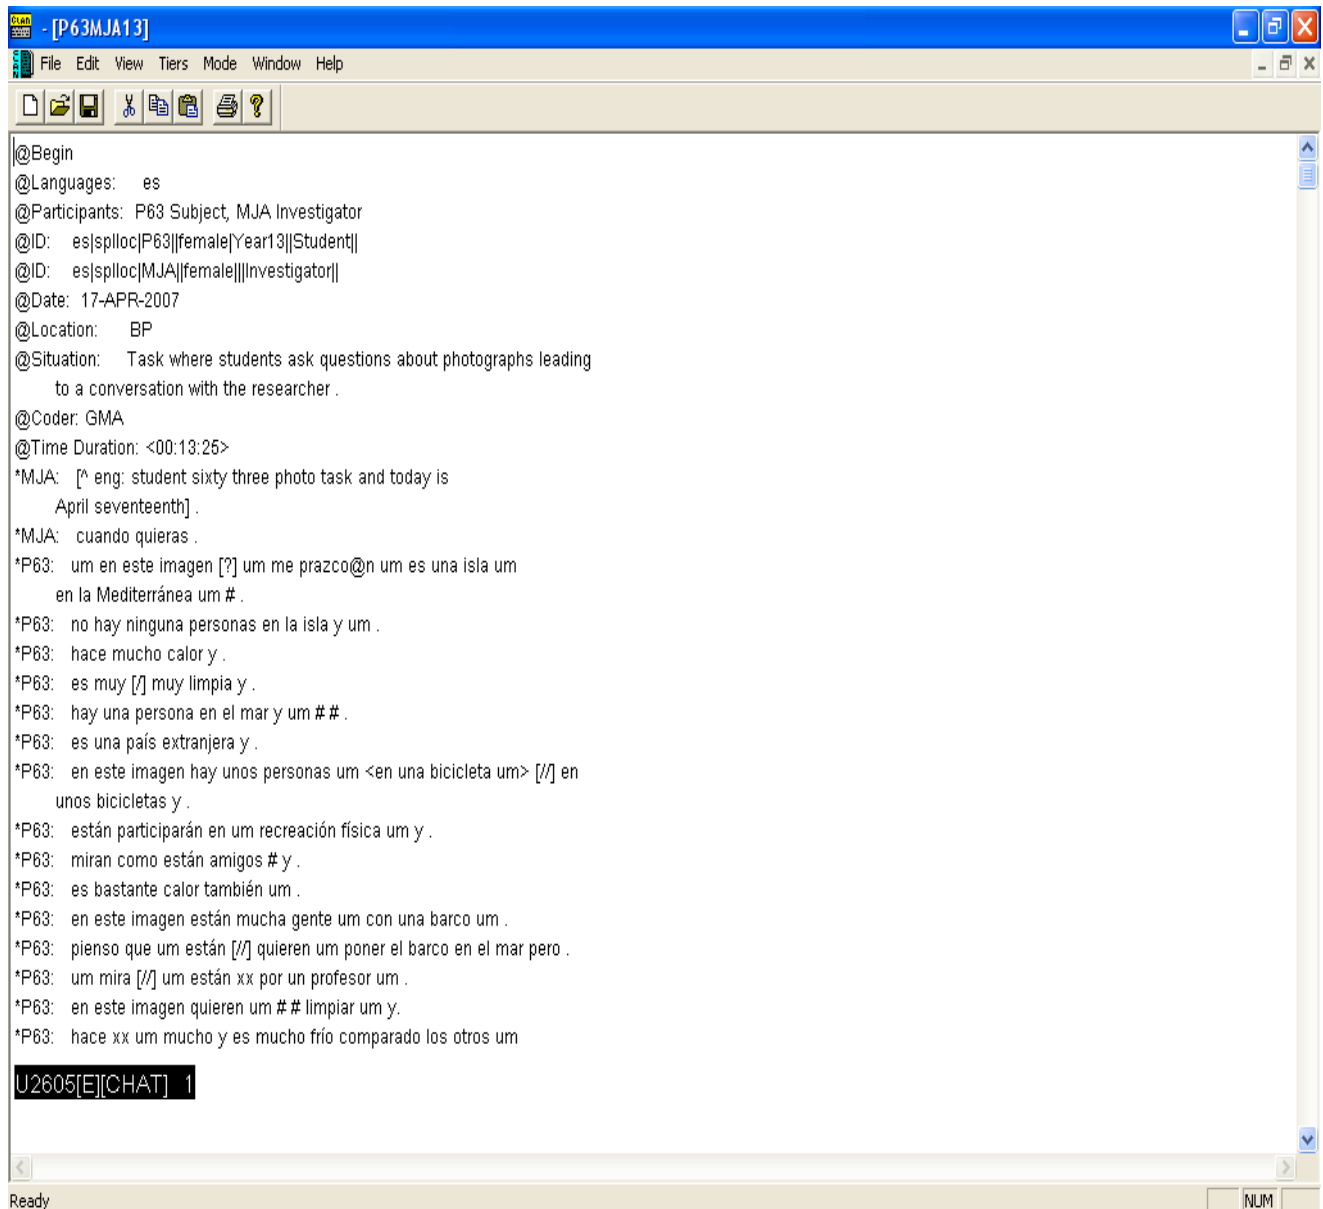 - [P63MJA13]
File Edit View Tiers Mode Window Help
@Begin
@Languages: es
@Participants: P63 Subject, MJA Investigator
@ID: es|splloc|P63||female|Year13||Student||
@ID: es|splloc|MJA||female|||Investigator||
@Date: 17-APR-2007
@Location: BP
@Situation: Task where students ask questions about photographs leading
to a conversation with the researcher .
@Coder: GMA
@Time Duration: <00:13:25>
*MJA: [^ eng: student sixty three photo task and today is
April seventeenth] .
*MJA: cuando quieras .
*P63: um en este imagen [?] um me prazco@n um es una isla um
en la Mediterránea um # .
*P63: no hay ninguna personas en la isla y um .
*P63: hace mucho calor y .
*P63: es muy [/] muy limpia y .
*P63: hay una persona en el mar y um # # .
*P63: es una país extranjera y .
*P63: en este imagen hay unos personas um <en una bicicleta um> [//] en
unos bicicletas y .
*P63: están participarán en um recreación física um y .
*P63: miran como están amigos # y .
*P63: es bastante calor también um .
*P63: en este imagen están mucha gente um con una barco um .
*P63: pienso que um están [//] quieren um poner el barco en el mar pero .
*P63: um mira [//] um están xx por un profesor um .
*P63: en este imagen quieren um # # limpiar um y.
*P63: hace xx um mucho y es mucho frío comparado los otros um
U2605[E][CHAT] 1
Ready NUM